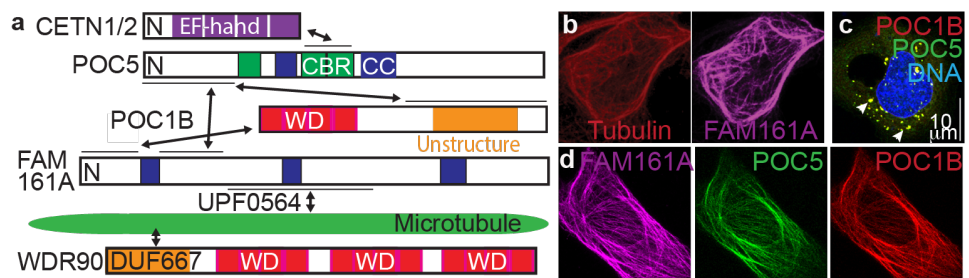 a
CETN1/2 N EF-hahd
POC5 N CBR CC
POC1B WD
Unstructure
FAM N
161A
UPF0564
Microtubule
WDR90 DUF667 WD WD WD
b
Tubulin FAM161A
c POC1B
POC5
DNA
10
μm
d FAM161A POC5 POC1B